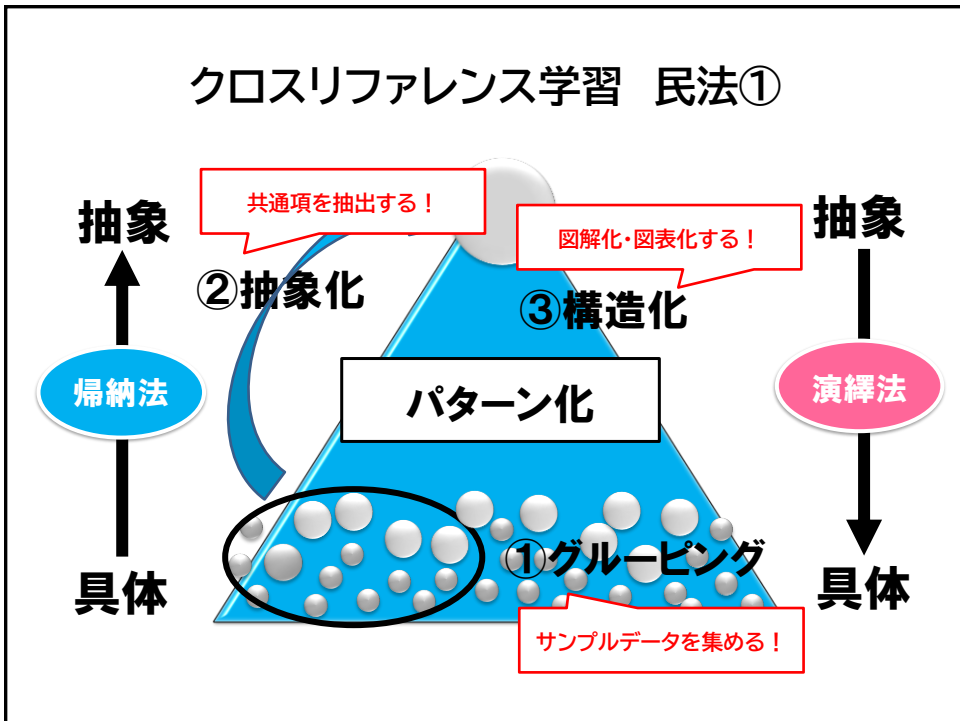 クロスリファレンス学習　民法①
共通項を抽出する！
抽象
抽象
図解化・図表化する！
②抽象化
③構造化
帰納法
パターン化
演繹法
①グルーピング
具体
具体
サンプルデータを集める！